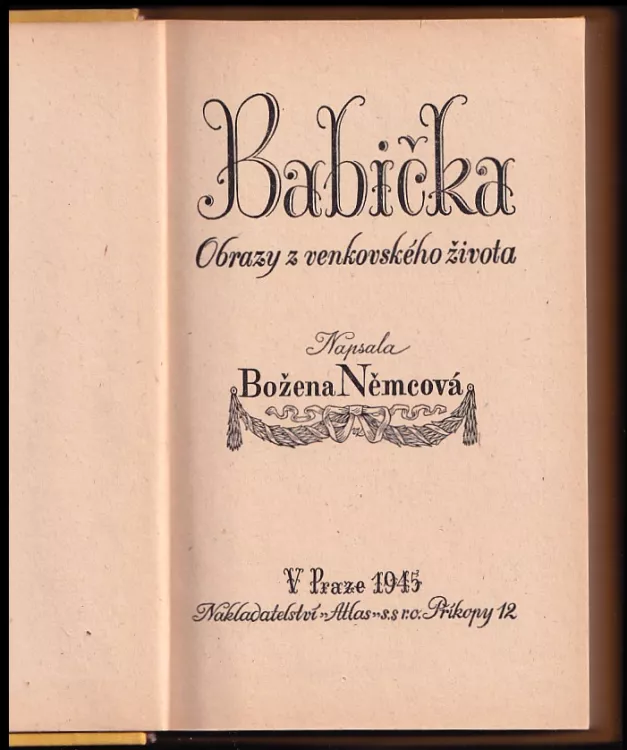 Babička
Obrazy z venkovského života
Napsala
Božena Němcová
V Praze 1945
Nakladatelství „Atlas" s.s r.o. Příkopy 12